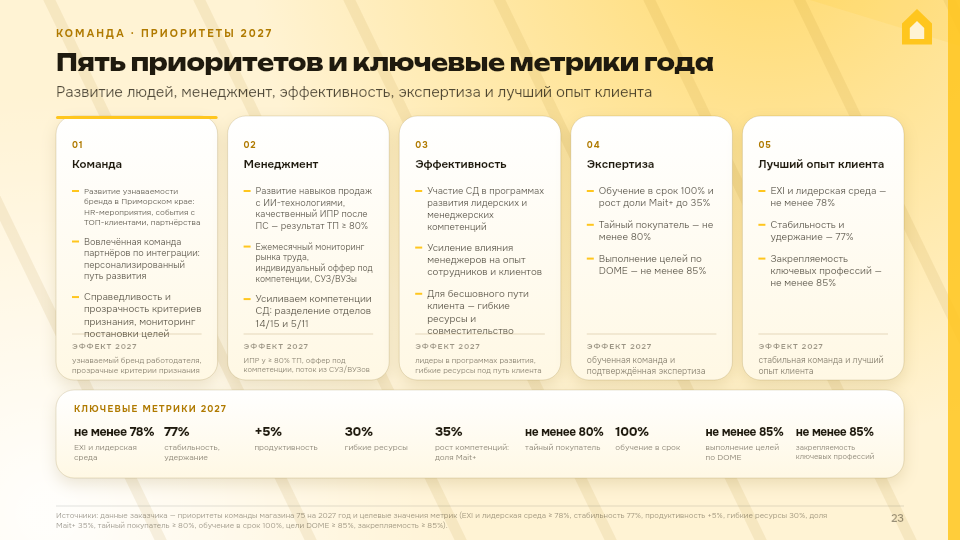 КОМАНДА · ПРИОРИТЕТЫ 2027
Пять приоритетов и ключевые метрики года
Развитие людей, менеджмент, эффективность, экспертиза и лучший опыт клиента
01
Команда
Развитие узнаваемости
бренда в Приморском крае:
HR-мероприятия, события с
ТОП-клиентами, партнёрства
Вовлечённая команда
партнёров по интеграции:
персонализированный
путь развития
Справедливость и
прозрачность критериев
признания, мониторинг
постановки целей
ЭФФЕКТ 2027
узнаваемый бренд работодателя,
прозрачные критерии признания
02
Менеджмент
Развитие навыков продаж
с ИИ-технологиями,
качественный ИПР после
ПС — результат ТП ≥ 80%
Ежемесячный мониторинг
рынка труда,
индивидуальный оффер под
компетенции, СУЗ/ВУЗы
Усиливаем компетенции
СД: разделение отделов
14/15 и 5/11
ЭФФЕКТ 2027
ИПР у ≥ 80% ТП, оффер под
компетенции, поток из СУЗ/ВУЗов
03
Эффективность
Участие СД в программах
развития лидерских и
менеджерских
компетенций
Усиление влияния
менеджеров на опыт
сотрудников и клиентов
Для бесшовного пути
клиента — гибкие
ресурсы и
совместительство
ЭФФЕКТ 2027
лидеры в программах развития,
гибкие ресурсы под путь клиента
04
Экспертиза
Обучение в срок 100% и
рост доли Mait+ до 35%
Тайный покупатель — не
менее 80%
Выполнение целей по
DOME — не менее 85%
ЭФФЕКТ 2027
обученная команда и
подтверждённая экспертиза
05
Лучший опыт клиента
EXI и лидерская среда —
не менее 78%
Стабильность и
удержание — 77%
Закрепляемость
ключевых профессий —
не менее 85%
ЭФФЕКТ 2027
стабильная команда и лучший
опыт клиента
КЛЮЧЕВЫЕ МЕТРИКИ 2027
не менее 78%
EXI и лидерская
среда
77%
стабильность,
удержание
+5%
продуктивность
30%
гибкие ресурсы
35%
рост компетенций:
доля Mait+
не менее 80%
тайный покупатель
100%
обучение в срок
не менее 85%
выполнение целей
по DOME
не менее 85%
закрепляемость
ключевых профессий
Источники: данные заказчика — приоритеты команды магазина 75 на 2027 год и целевые значения метрик (EXI и лидерская среда ≥ 78%, стабильность 77%, продуктивность +5%, гибкие ресурсы 30%, доля
Mait+ 35%, тайный покупатель ≥ 80%, обучение в срок 100%, цели DOME ≥ 85%, закрепляемость ≥ 85%).
23